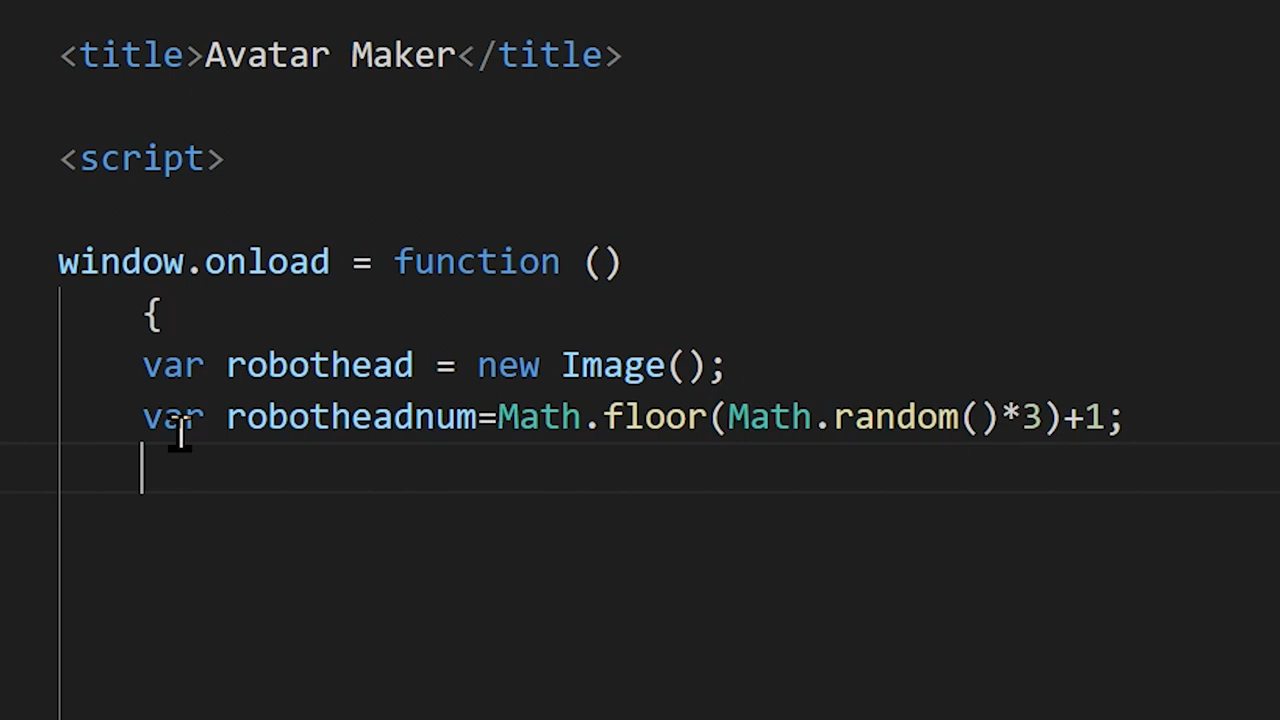 <title>Avatar Maker</title>
<script>
window.onload = function ()
{
var robothead = new Image();
var robotheadnum=Math.floor(Math.random()*3)+1;